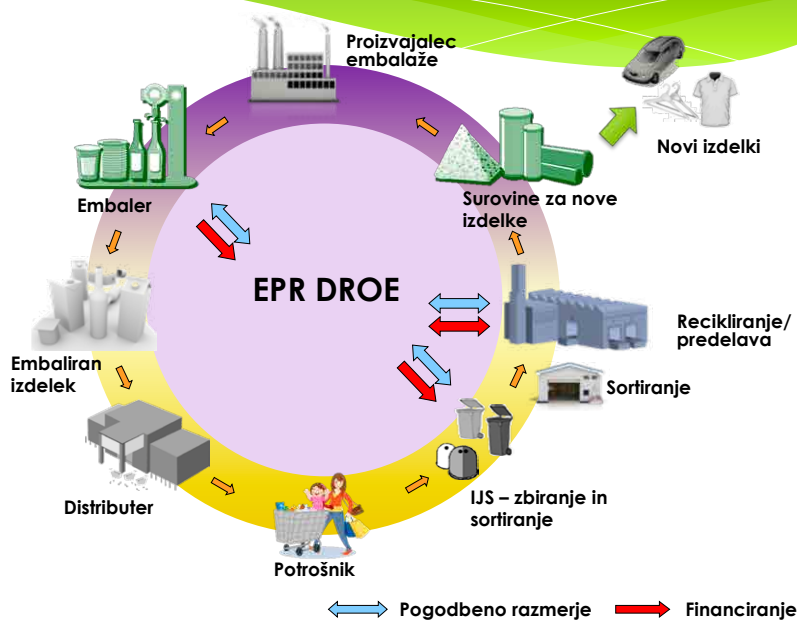 Proizvajalec
embalaže
Novi izdelki
Embaler
Surovine za nove
izdelke
EPR DROE
Recikliranje/
predelava
Embaliran
izdelek
Sortiranje
Distributer
IJS – zbiranje in
sortiranje
Potrošnik
Pogodbeno razmerje
Financiranje